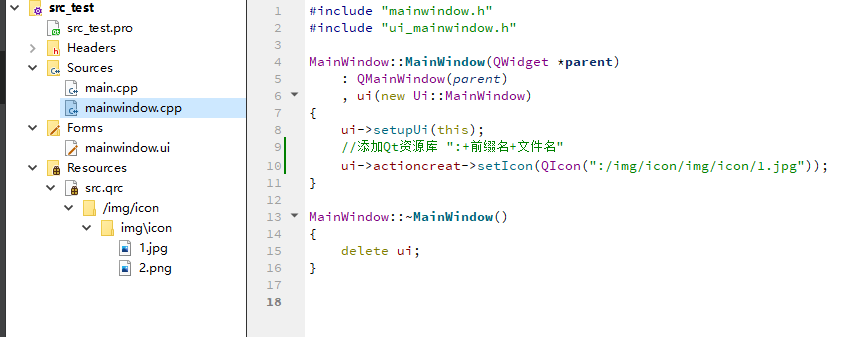 src_test
src_test.pro
Headers
Sources
main.cpp
mainwindow.cpp
Forms
mainwindow.ui
Resources
src.qrc
/img/icon
img\icon
1.jpg
2.png
1 #include "mainwindow.h"
2 #include "ui_mainwindow.h"
3
4 MainWindow::MainWindow(QWidget *parent)
5     : QMainWindow(parent)
6     , ui(new Ui::MainWindow)
7 {
8     ui->setupUi(this);
9     //添加Qt资源库 ":+前缀名+文件名"
10     ui->actioncreat->setIcon(QIcon(":/img/icon/img/icon/1.jpg"));
11 }
12
13 MainWindow::~MainWindow()
14 {
15     delete ui;
16 }
17
18